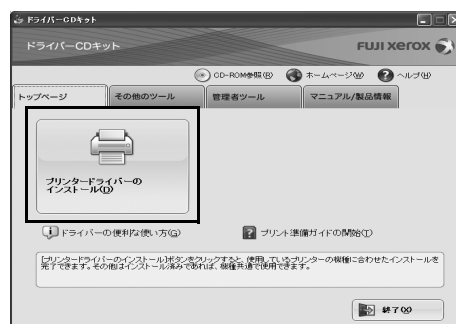 ドライバーCDキット
ドライバーCDキット
FUJI XEROX
CD-ROM参照(R) ホームページ(W) ヘルプ(H)
トップページ その他のツール 管理者ツール マニュアル/製品情報
プリンタードライバーの
インストール(D)
ドライバーの便利な使い方(G) プリント準備ガイドの開始(T)
[プリンタードライバーのインストール]ボタンをクリックすると、使用しているプリンターの機種に合わせたインストールを
完了できます。その他はインストール済みであれば、機種共通で使用できます。
終了(X)